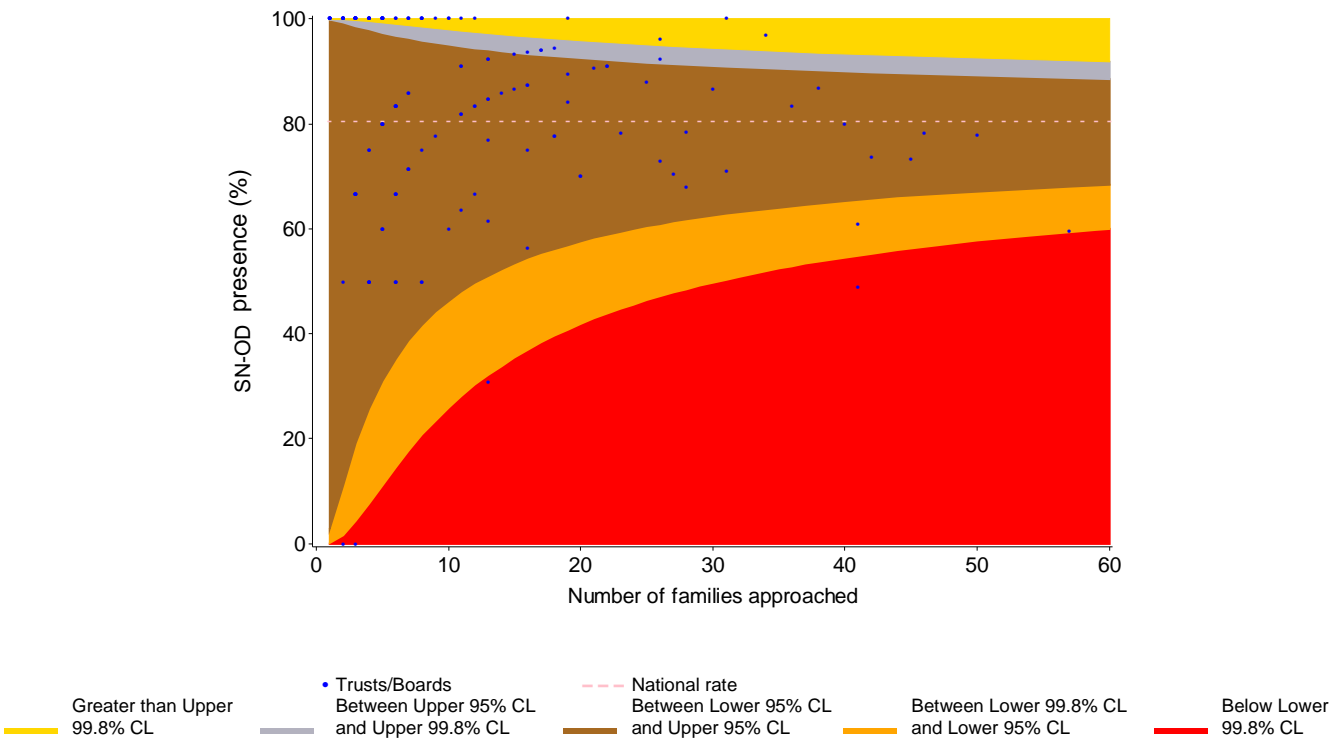 100
80
60
40
20
0
SN-OD presence (%)
0 10 20 30 40 50 60
Number of families approached
Trusts/Boards
National rate
Greater than Upper
99.8% CL
Between Upper 95% CL
and Upper 99.8% CL
Between Lower 95% CL
and Upper 95% CL
Between Lower 99.8% CL
and Lower 95% CL
Below Lower
99.8% CL